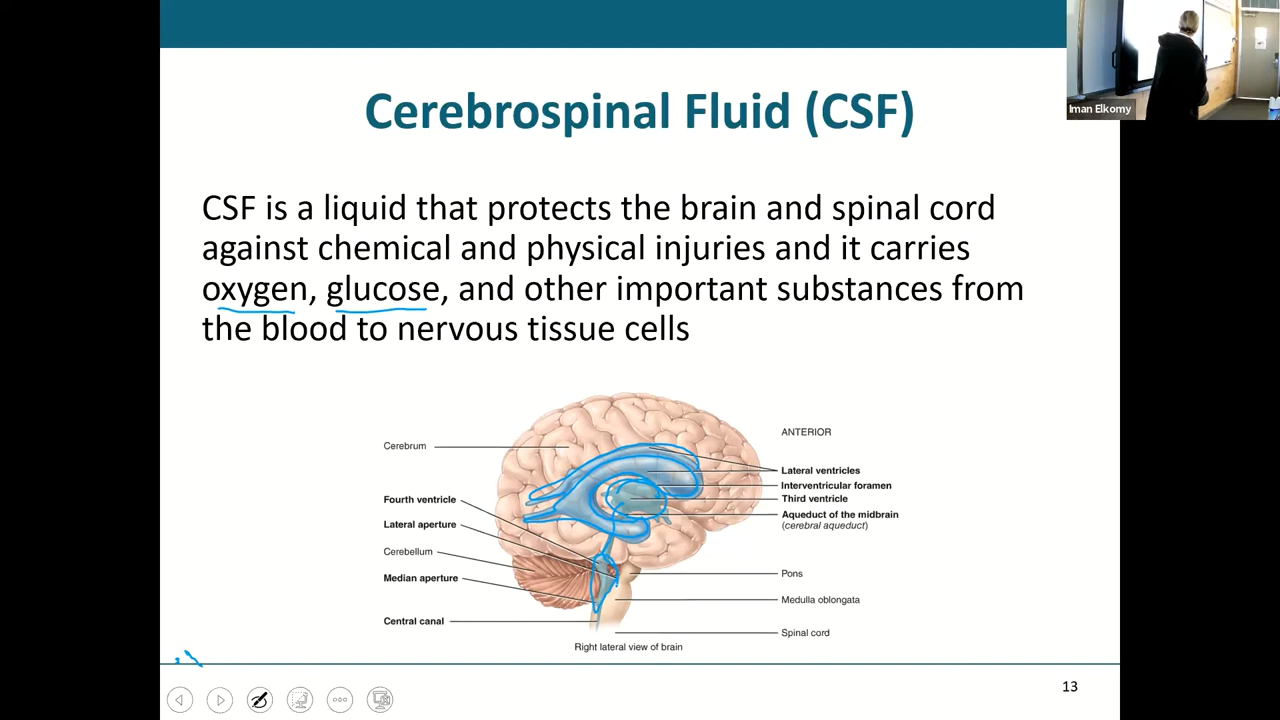 Iman Elkomy
Cerebrospinal Fluid (CSF)
CSF is a liquid that protects the brain and spinal cord
against chemical and physical injuries and it carries
oxygen, glucose, and other important substances from
the blood to nervous tissue cells
Cerebrum
Fourth ventricle
Lateral aperture
Cerebellum
Median aperture
Central canal
ANTERIOR
Lateral ventricles
Interventricular foramen
Third ventricle
Aqueduct of the midbrain
(cerebral aqueduct)
Pons
Medulla oblongata
Spinal cord
Right lateral view of brain
13